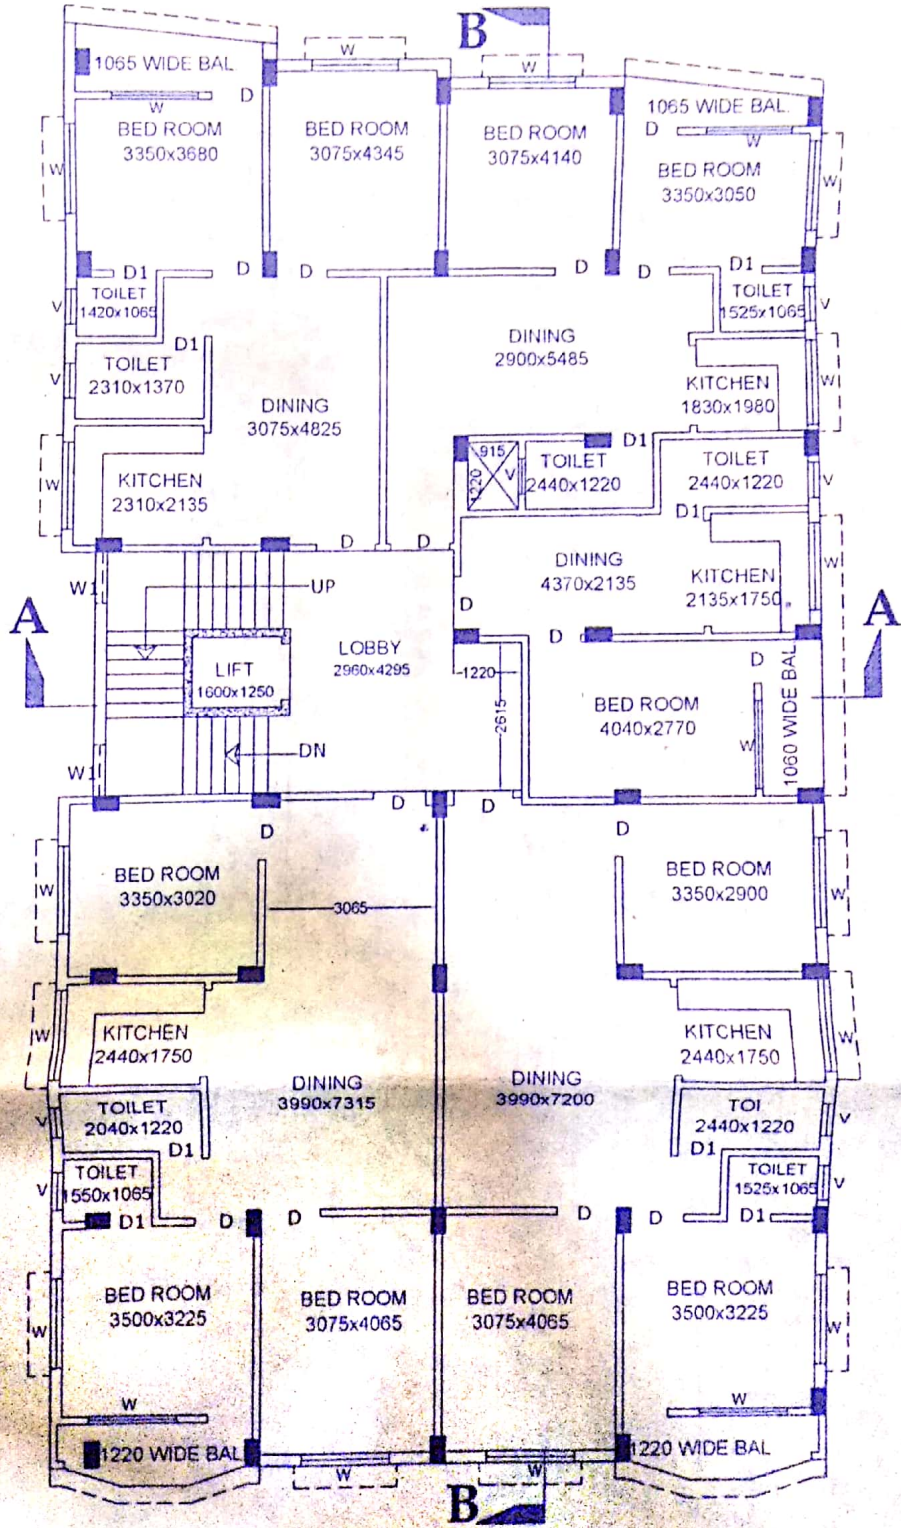 B
W
W
1065 WIDE BAL
D
W
1065 WIDE BAL.
D
W
BED ROOM
3350x3680
BED ROOM
3075x4345
BED ROOM
3075x4140
BED ROOM
3350x3050
W
W
D1
D
D
D
D
D1
TOILET
1420x1065
V
TOILET
1525x1065
V
DINING
2900x5485
D1
TOILET
2310x1370
V
KITCHEN
1830x1980
W
DINING
3075x4825
D1
915
1220
V
TOILET
2440x1220
TOILET
2440x1220
V
KITCHEN
2310x2135
W
D1
D
D
DINING
4370x2135
KITCHEN
2135x1750
W
W1
UP
D
A
A
LOBBY
2960x4295
D
D
LIFT
1600x1250
1220
2615
BED ROOM
4040x2770
W
1060 WIDE BAL
DN
W1
D
D
D
D
BED ROOM
3350x3020
W
3065
BED ROOM
3350x2900
W
KITCHEN
2440x1750
W
KITCHEN
2440x1750
W
DINING
3990x7315
DINING
3990x7200
TOILET
2040x1220
V
D1
TOI
2440x1220
V
D1
TOILET
1550x1065
V
TOILET
1525x1065
V
D1
D
D
D
D
D1
BED ROOM
3500x3225
BED ROOM
3075x4065
BED ROOM
3075x4065
BED ROOM
3500x3225
W
W
W
W
1220 WIDE BAL
1220 WIDE BAL
W
W
B